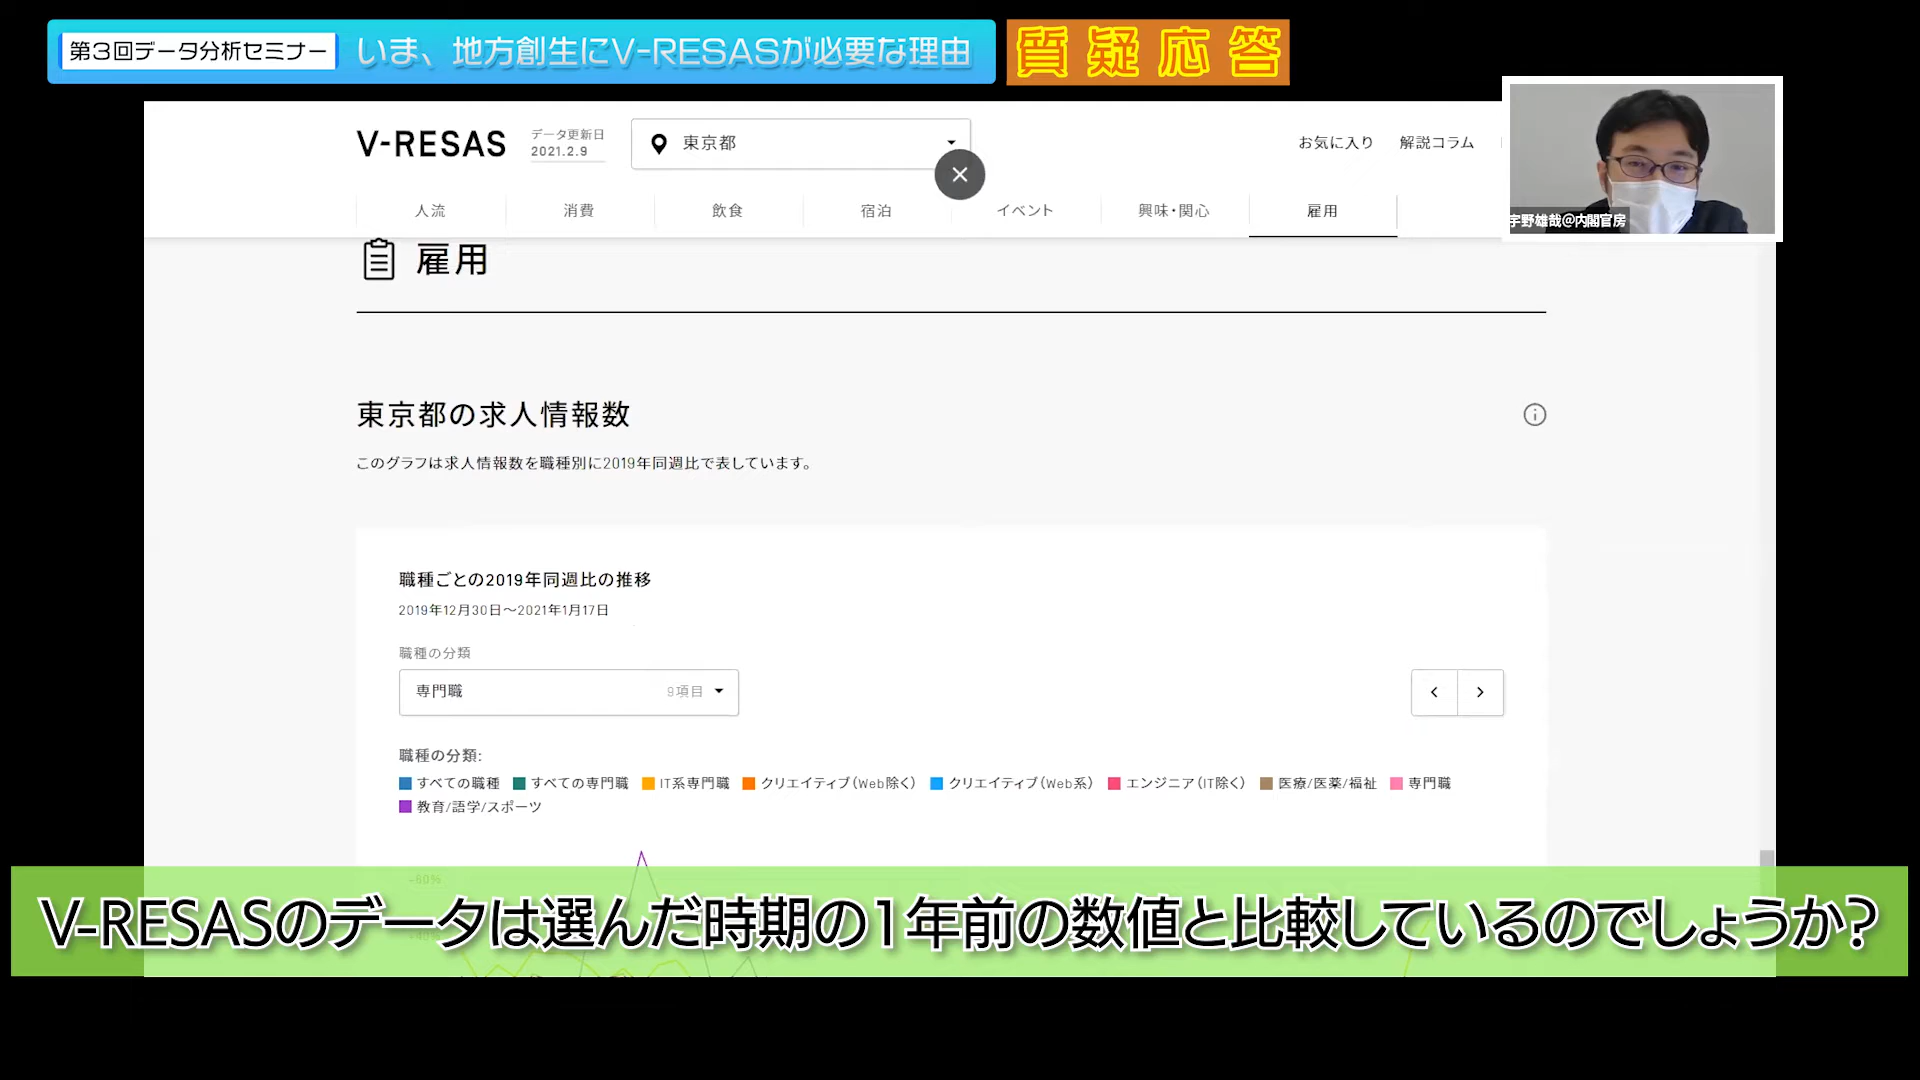 第3回データ分析セミナー
いま、地方創生にV-RESASが必要な理由
質疑応答
V-RESAS
データ更新日
2021.2.9
東京都
お気に入り
解説コラム
人流
消費
飲食
宿泊
イベント
興味・関心
雇用
宇野雄哉@内閣官房
雇用
東京都の求人情報数
このグラフは求人情報数を職種別に2019年同週比で表しています。
職種ごとの2019年同週比の推移
2019年12月30日〜2021年1月17日
職種の分類
専門職 9項目
職種の分類:
すべての職種 すべての専門職 IT系専門職 クリエイティブ(Web除く) クリエイティブ(Web系) エンジニア(IT除く) 医療/医薬/福祉 専門職
教育/語学/スポーツ
V-RESASのデータは選んだ時期の1年前の数値と比較しているのでしょうか?